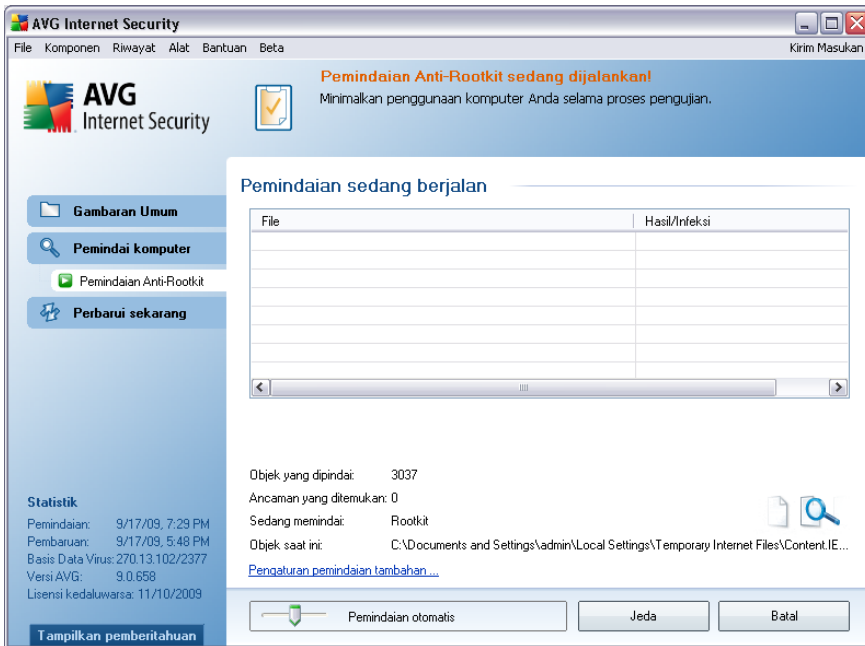 AVG Internet Security
File Komponen Riwayat Alat Bantuan Beta Kirim Masukan
AVG
Internet Security
Pemindaian Anti-Rootkit sedang dijalankan!
Minimalkan penggunaan komputer Anda selama proses pengujian.
Gambaran Umum
Pemindai komputer
Pemindaian Anti-Rootkit
Perbarui sekarang
Pemindaian sedang berjalan
File Hasil/Infeksi
Objek yang dipindai: 3037
Ancaman yang ditemukan: 0
Sedang memindai: Rootkit
Objek saat ini: C:\Documents and Settings\admin\Local Settings\Temporary Internet Files\Content.IE...
Pengaturan pemindaian tambahan ...
Statistik
Pemindaian: 9/17/09, 7:29 PM
Pembaruan: 9/17/09, 5:48 PM
Basis Data Virus: 270.13.102/2377
Versi AVG: 9.0.658
Lisensi kedaluwarsa: 11/10/2009
Tampilkan pemberitahuan
Pemindaian otomatis
Jeda
Batal